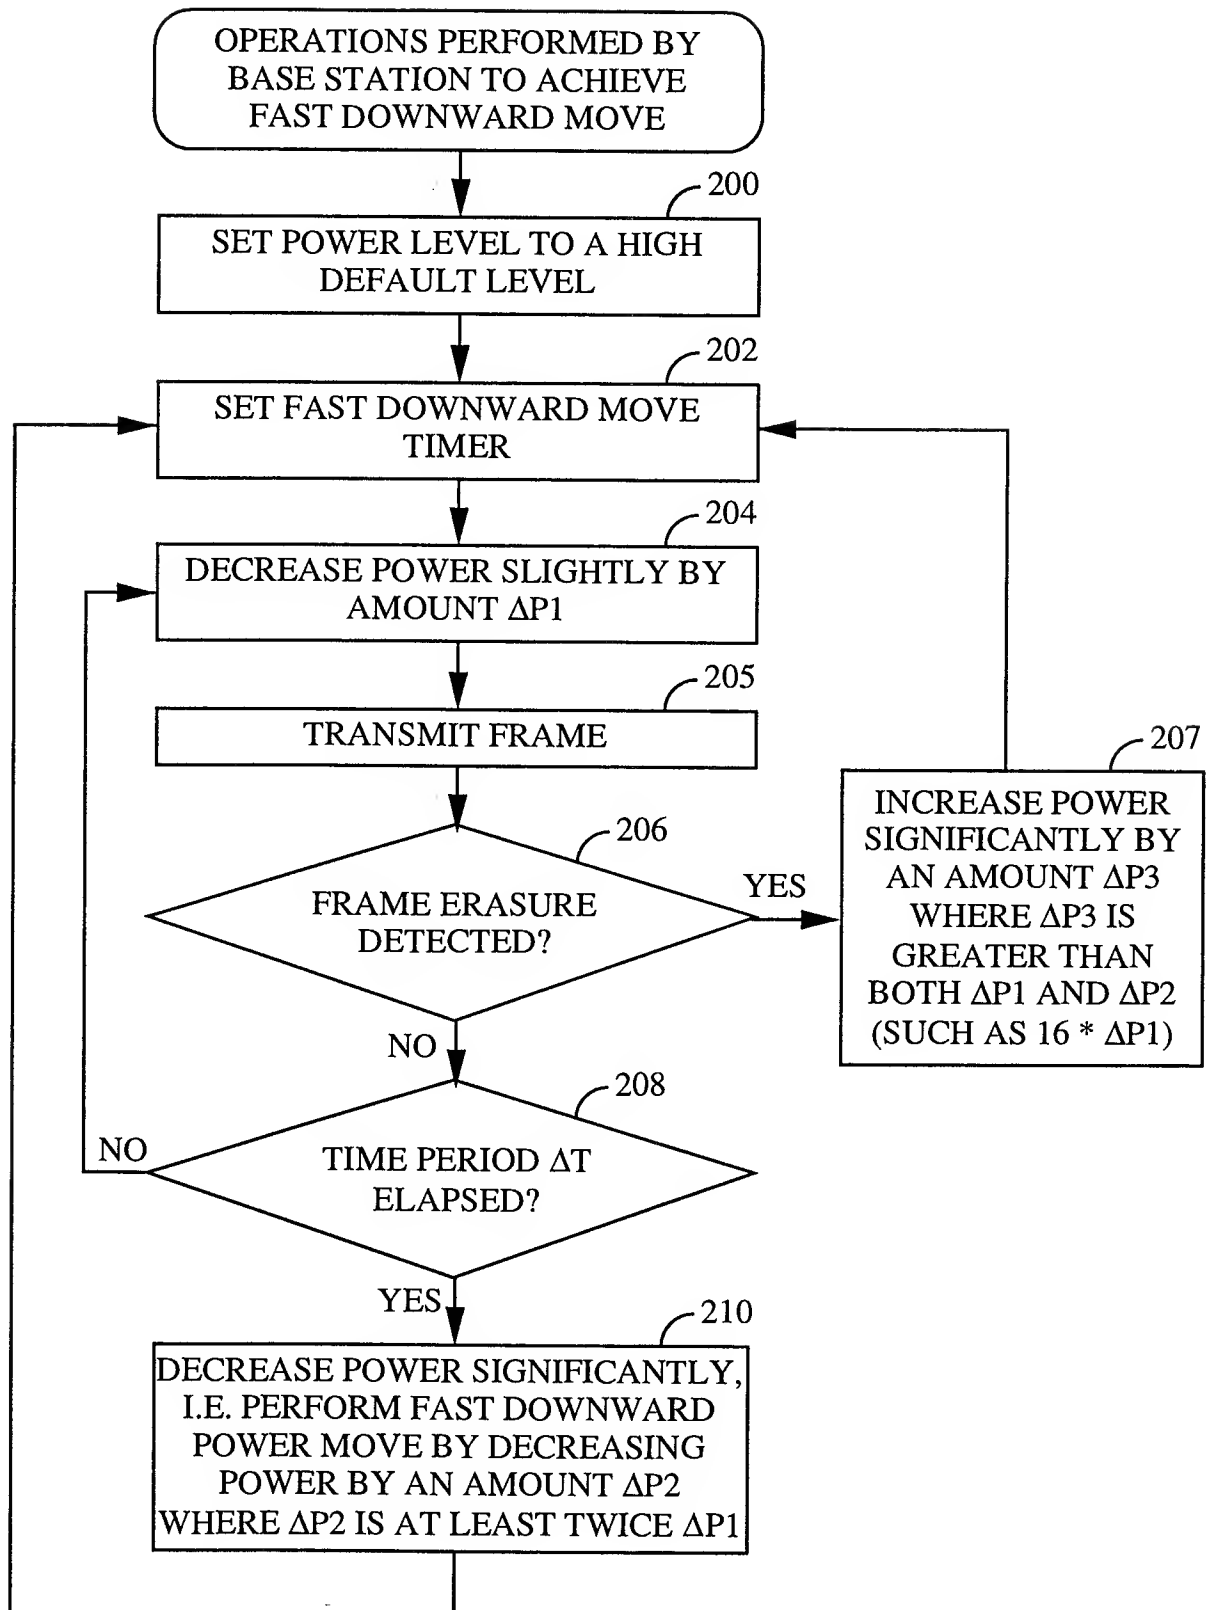 OPERATIONS PERFORMED BY
BASE STATION TO ACHIEVE
FAST DOWNWARD MOVE
200
SET POWER LEVEL TO A HIGH
DEFAULT LEVEL
202
SET FAST DOWNWARD MOVE
TIMER
204
DECREASE POWER SLIGHTLY BY
AMOUNT ΔP1
205
TRANSMIT FRAME
206
FRAME ERASURE
DETECTED?
YES
207
INCREASE POWER
SIGNIFICANTLY BY
AN AMOUNT ΔP3
WHERE ΔP3 IS
GREATER THAN
BOTH ΔP1 AND ΔP2
(SUCH AS 16 * ΔP1)
NO
208
TIME PERIOD ΔT
ELAPSED?
NO
YES
210
DECREASE POWER SIGNIFICANTLY,
I.E. PERFORM FAST DOWNWARD
POWER MOVE BY DECREASING
POWER BY AN AMOUNT ΔP2
WHERE ΔP2 IS AT LEAST TWICE ΔP1